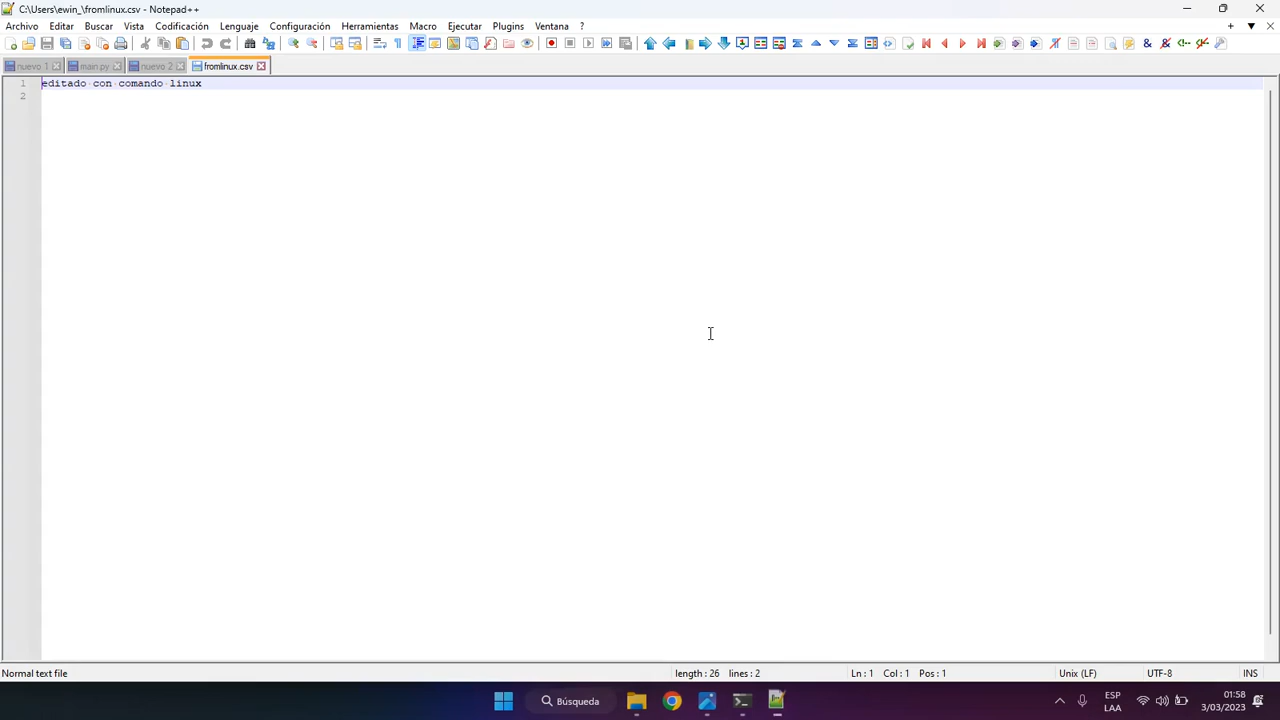 C:\Users\ewin_\fromlinux.csv - Notepad++
Archivo Editar Buscar Vista Codificación Lenguaje Configuración Herramientas Macro Ejecutar Plugins Ventana ?
nuevo 1 main.py nuevo 2 fromlinux.csv
1 editado con comando linux
2
Normal text file length : 26 lines : 2 Ln : 1 Col : 1 Pos : 1 Unix (LF) UTF-8 INS
Búsqueda
ESP
LAA
01:58
3/03/2023